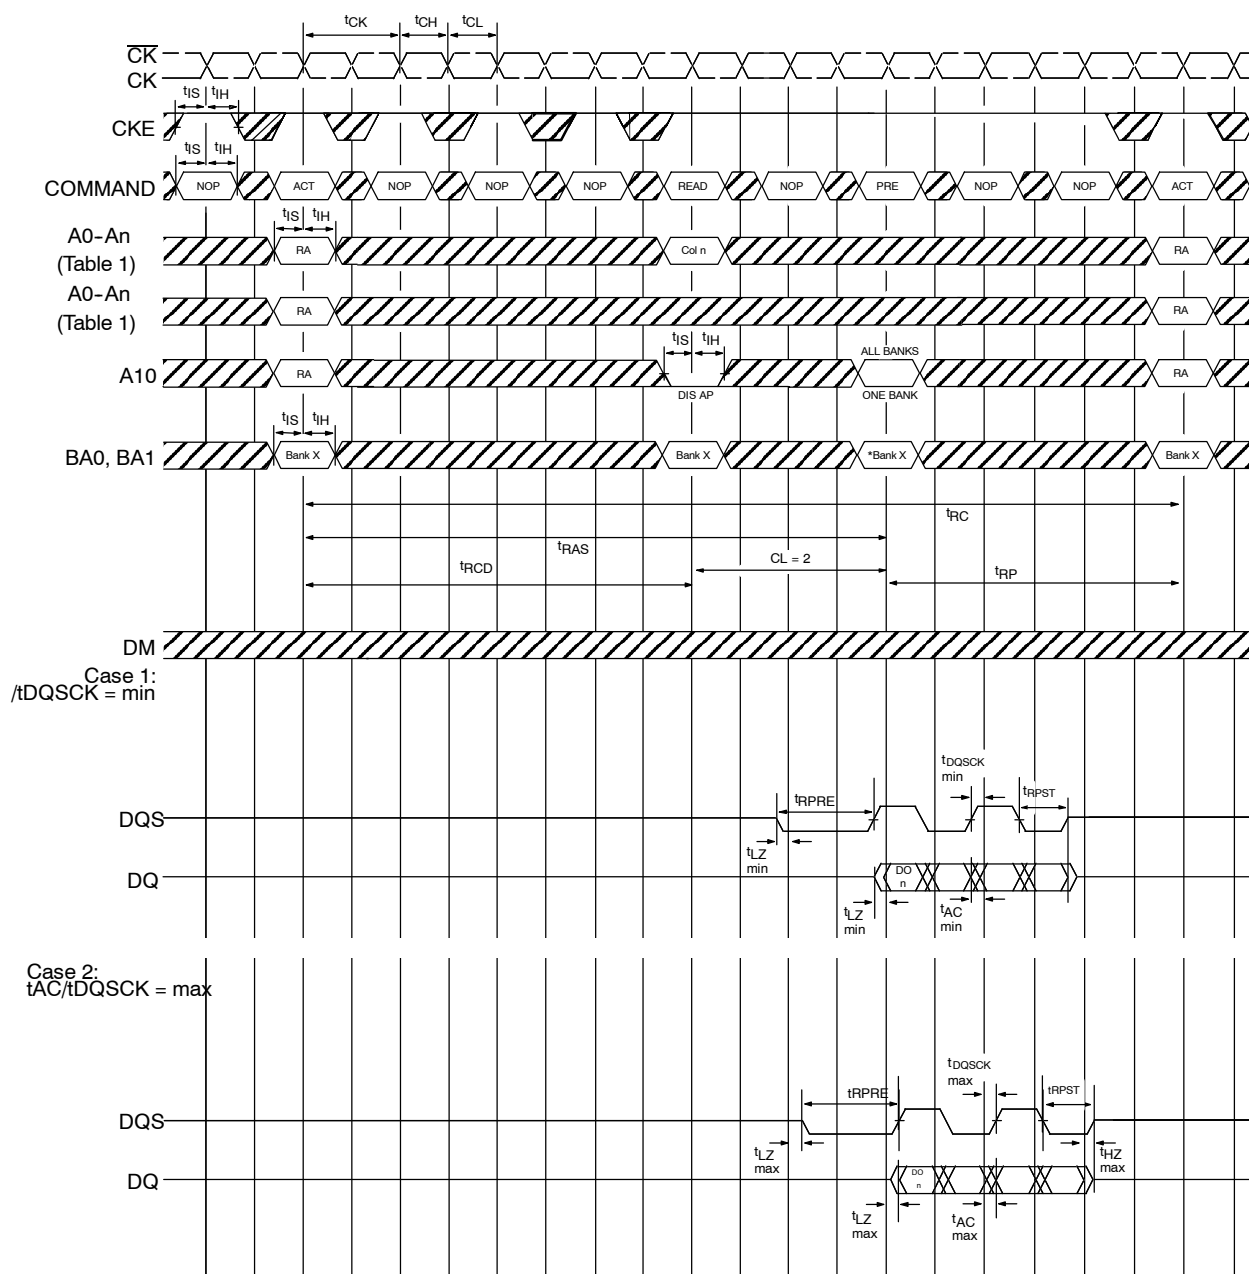 tCK tCH tCL
CK
CK
tIS tIH
CKE
tIS tIH
COMMAND NOP ACT NOP NOP NOP READ NOP PRE NOP NOP ACT
tIS tIH
A0-An
(Table 1)
RA Col n RA
A0-An
(Table 1)
RA RA
tIS tIH
ALL BANKS
A10 RA RA
DIS AP ONE BANK
tIS tIH
BA0, BA1 Bank X Bank X *Bank X Bank X
tRC
tRAS
CL = 2
tRCD
tRP
DM
Case 1:
/tDQSCK = min
tDQSCK
min
tRPRE tRPST
DQS
tLZ
min
DQ DO
n
tLZ
min
tAC
min
Case 2:
tAC/tDQSCK = max
tDQSCK
max
tRPRE tRPST
DQS
tLZ
max
tHZ
max
DQ DO
n
tLZ
max
tAC
max